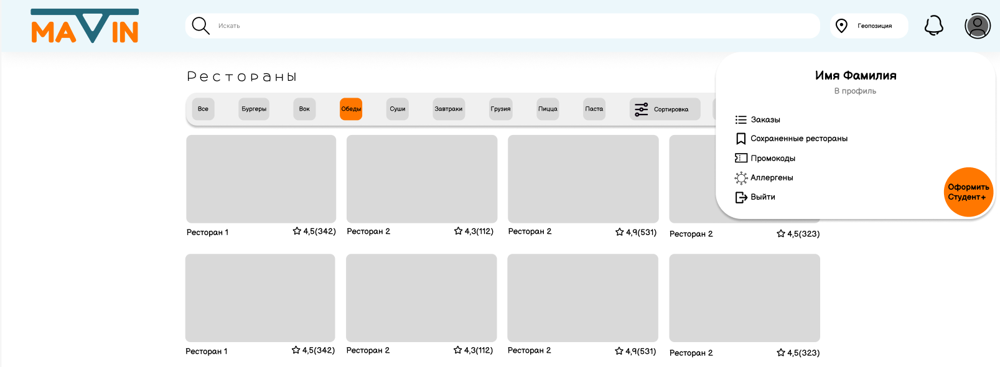 MAVIN
Искать
Геопозиция
Рестораны
Имя Фамилия
В профиль
Все
Бургеры
Вок
Обеды
Суши
Завтраки
Грузия
Пицца
Паста
Сортировка
Заказы
Сохраненные рестораны
Промокоды
Аллергены
Выйти
Оформить
Студент+
Ресторан 1
4,5(342)
Ресторан 2
4,3(112)
Ресторан 2
4,9(531)
Ресторан 2
4,5(323)
Ресторан 1
4,5(342)
Ресторан 2
4,3(112)
Ресторан 2
4,9(531)
Ресторан 2
4,5(323)